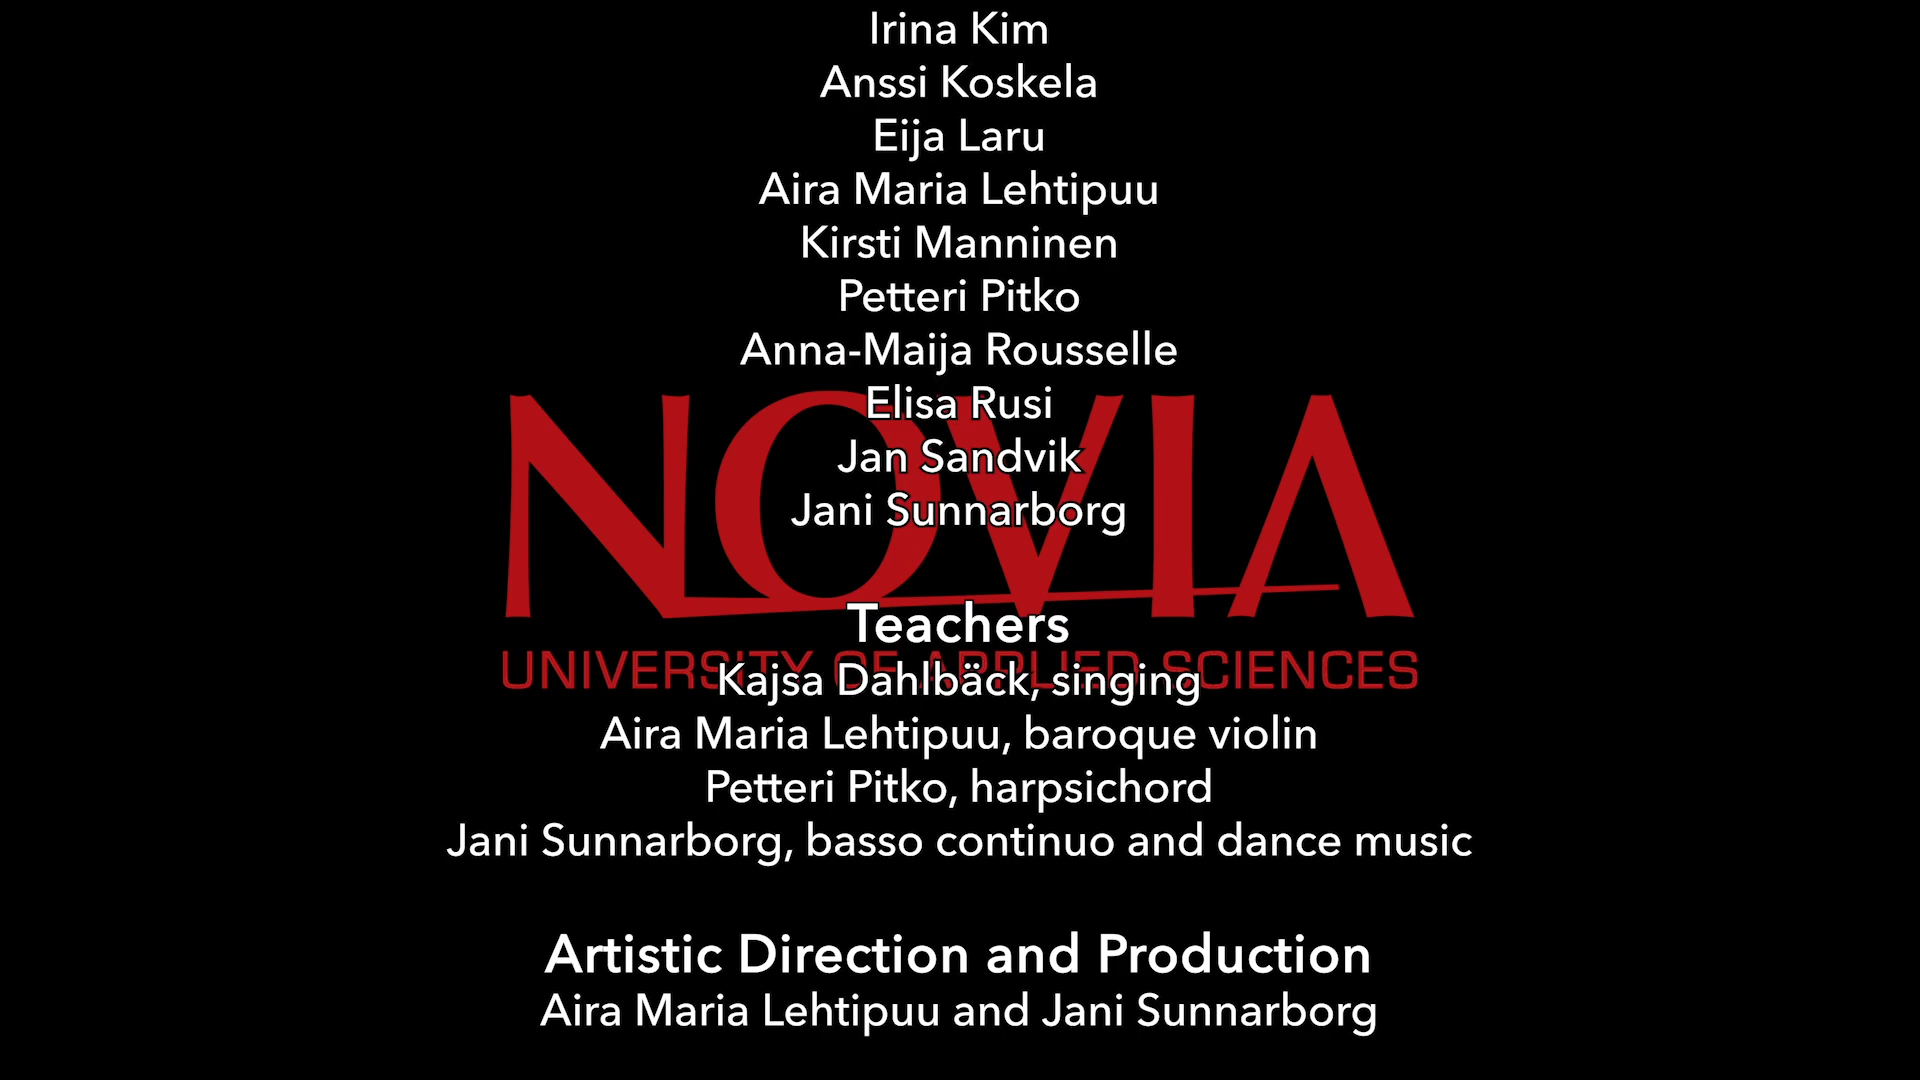 Irina Kim
Anssi Koskela
Eija Laru
Aira Maria Lehtipuu
Kirsti Manninen
Petteri Pitko
Anna-Maija Rousselle
Elisa Rusi
Jan Sandvik
Jani Sunnarborg
NOVIA
UNIVERSITY OF APPLIED SCIENCES
Teachers
Kajsa Dahlbäck, singing
Aira Maria Lehtipuu, baroque violin
Petteri Pitko, harpsichord
Jani Sunnarborg, basso continuo and dance music
Artistic Direction and Production
Aira Maria Lehtipuu and Jani Sunnarborg